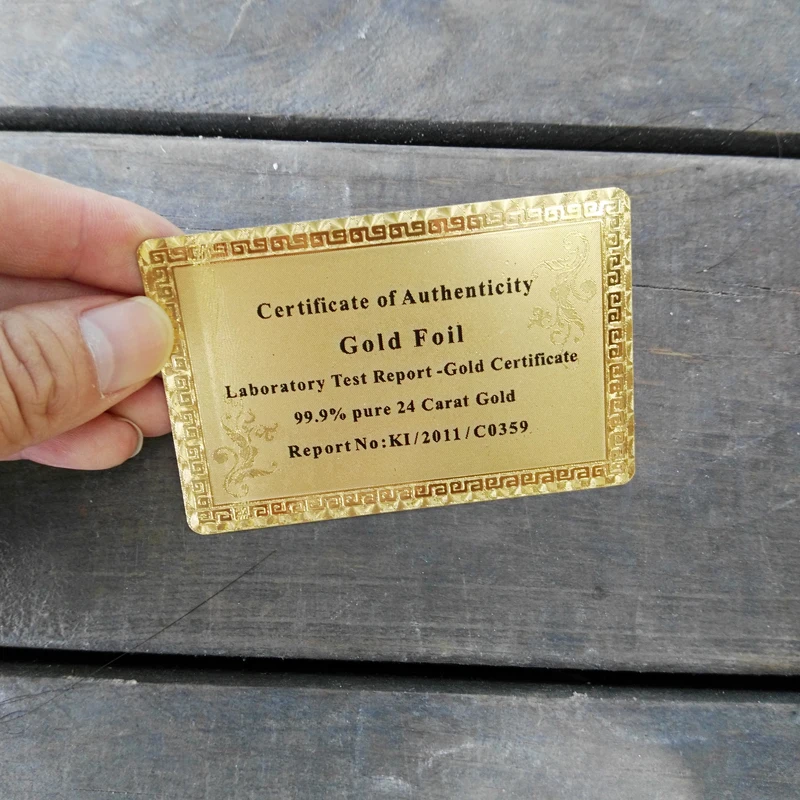 Certificate of Authenticity
Gold Foil
Laboratory Test Report-Gold Certificate
99.9% pure 24 Carat Gold
Report No:KI/2011/C0359